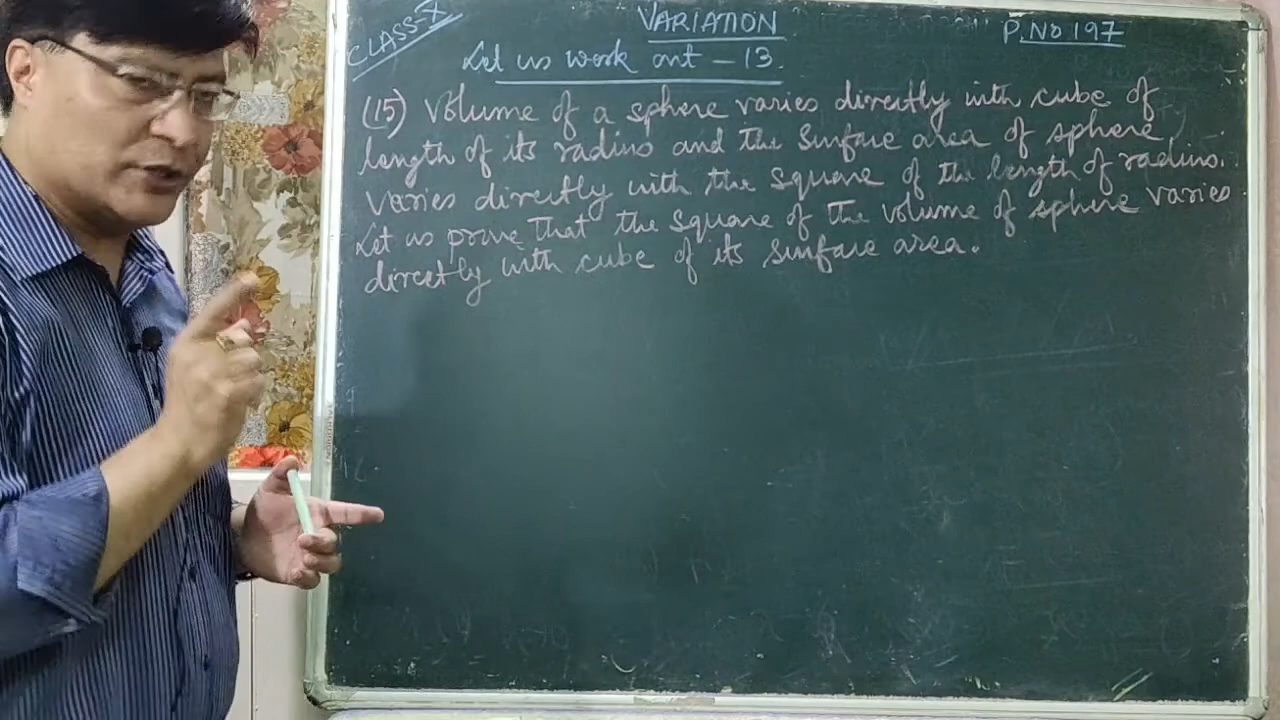 CLASS-X
VARIATION
P.NO 197
Let us work out - 13.
(15) Volume of a sphere varies directly with cube of
length of its radius and the surface area of sphere
varies directly with the square of the length of radius.
Let us prove that the square of the volume of sphere varies
directly with cube of its surface area.